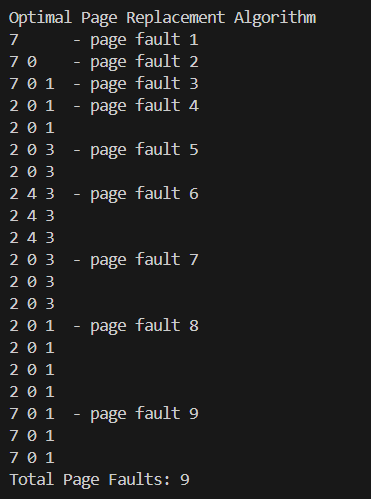 Optimal Page Replacement Algorithm
7      - page fault 1
7 0    - page fault 2
7 0 1  - page fault 3
2 0 1  - page fault 4
2 0 1
2 0 3  - page fault 5
2 0 3
2 4 3  - page fault 6
2 4 3
2 4 3
2 0 3  - page fault 7
2 0 3
2 0 3
2 0 1  - page fault 8
2 0 1
2 0 1
2 0 1
7 0 1  - page fault 9
7 0 1
7 0 1
Total Page Faults: 9